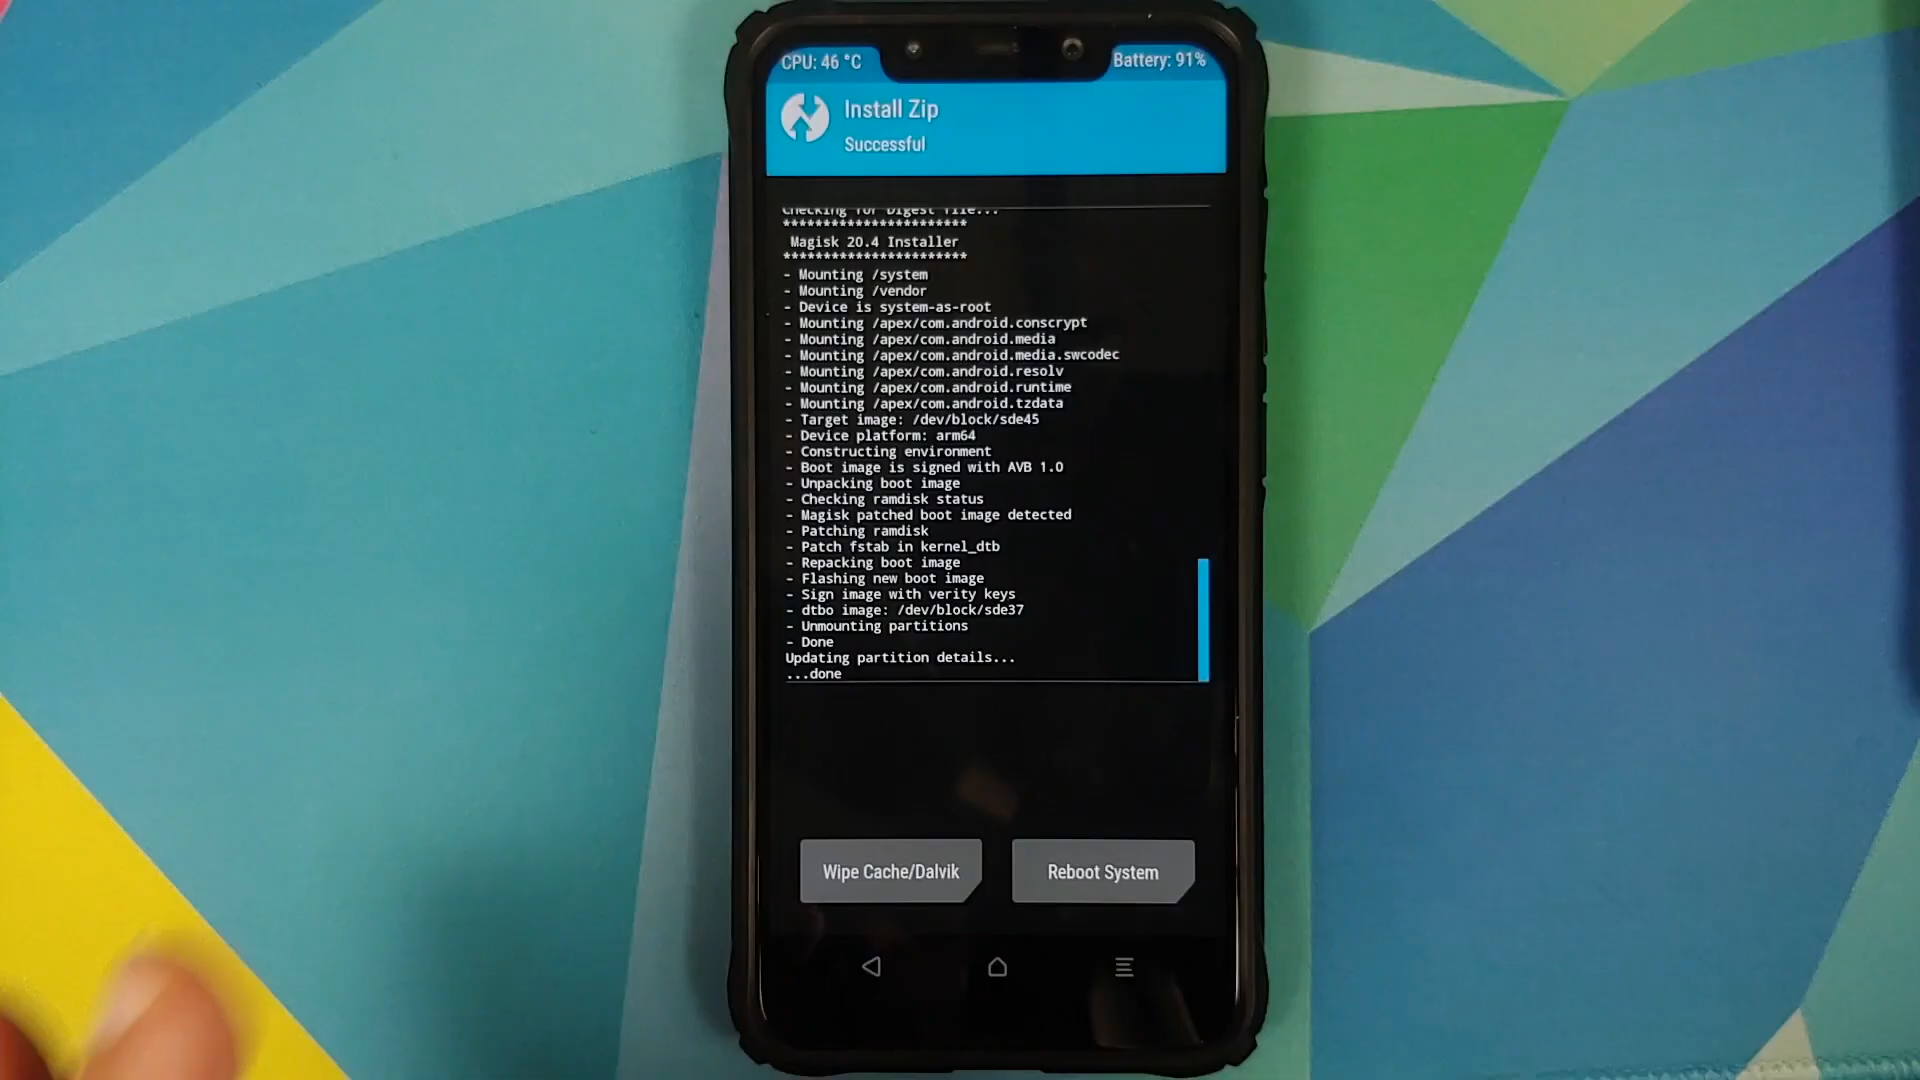 CPU: 46 °C
Battery: 91%
Install Zip
Successful
Checking for Digest file...
***********************
Magisk 20.4 Installer
***********************
- Mounting /system
- Mounting /vendor
- Device is system-as-root
- Mounting /apex/com.android.conscrypt
- Mounting /apex/com.android.media
- Mounting /apex/com.android.media.swcodec
- Mounting /apex/com.android.resolv
- Mounting /apex/com.android.runtime
- Mounting /apex/com.android.tzdata
- Target image: /dev/block/sde45
- Device platform: arm64
- Constructing environment
- Boot image is signed with AVB 1.0
- Unpacking boot image
- Checking ramdisk status
- Magisk patched boot image detected
- Patching ramdisk
- Patch fstab in kernel_dtb
- Repacking boot image
- Flashing new boot image
- Sign image with verity keys
- dtbo image: /dev/block/sde37
- Unmounting partitions
- Done
Updating partition details...
...done
Wipe Cache/Dalvik
Reboot System